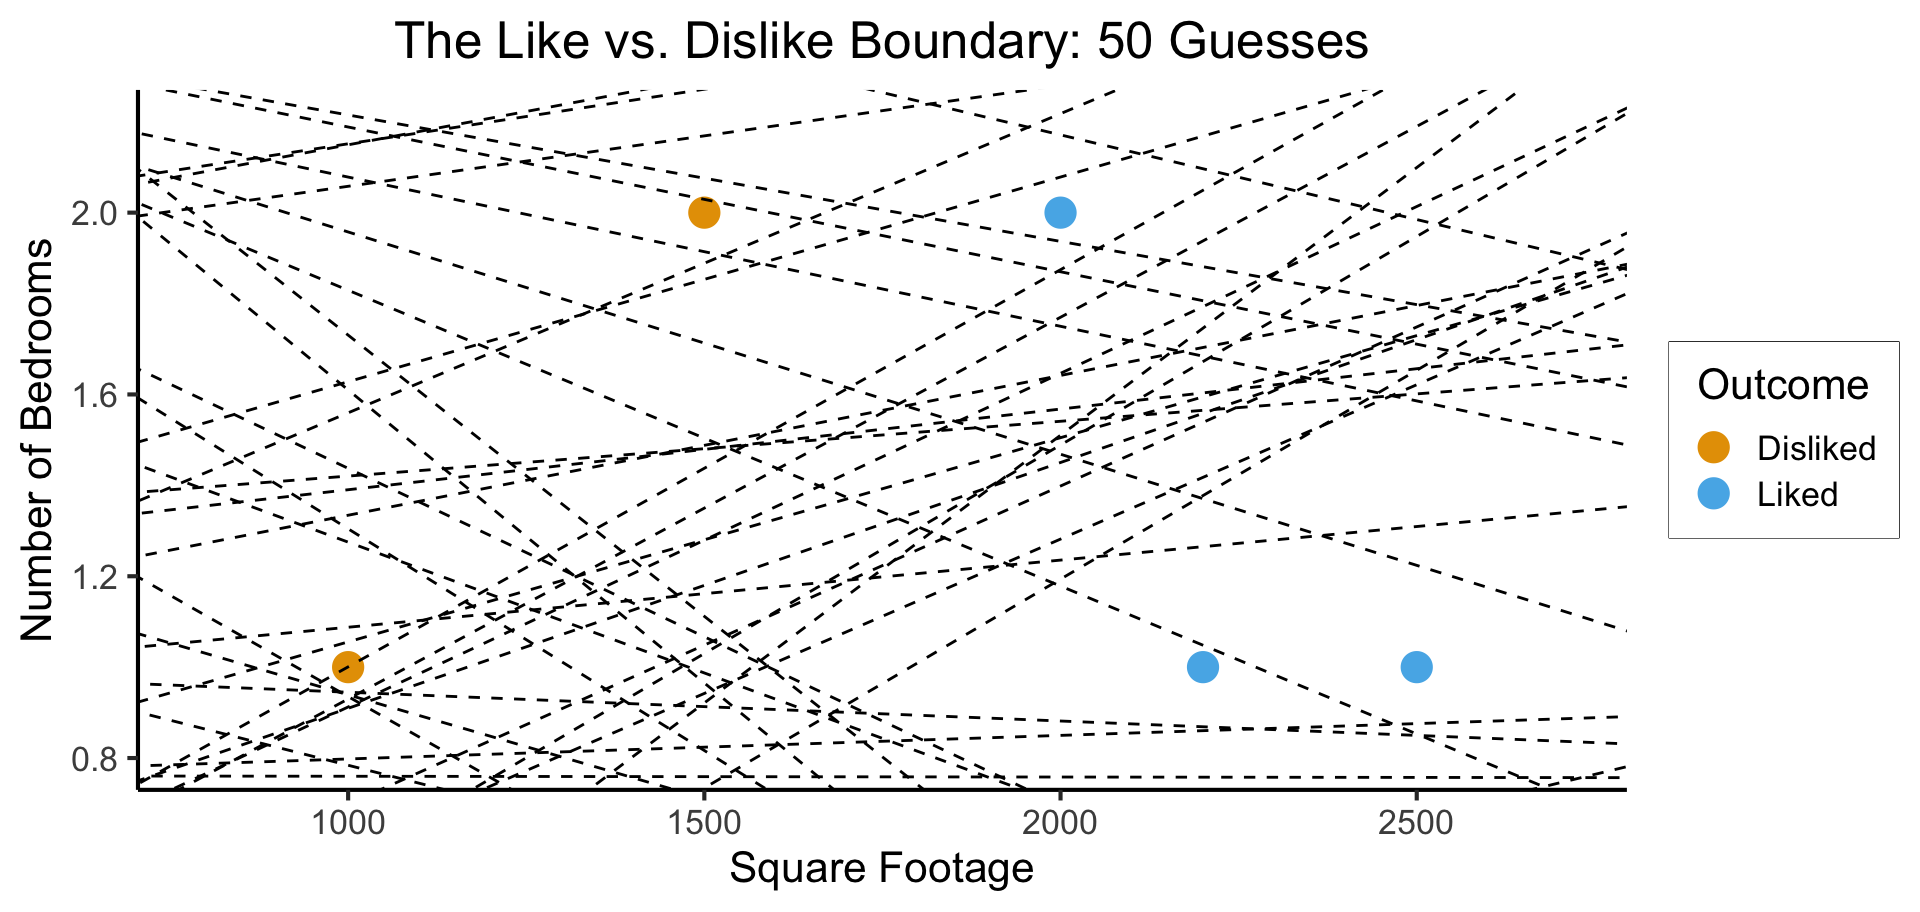 The Like vs. Dislike Boundary: 50 Guesses
Number of Bedrooms
2.0
1.6
1.2
0.8
1000
1500
2000
2500
Square Footage
Outcome
Disliked
Liked